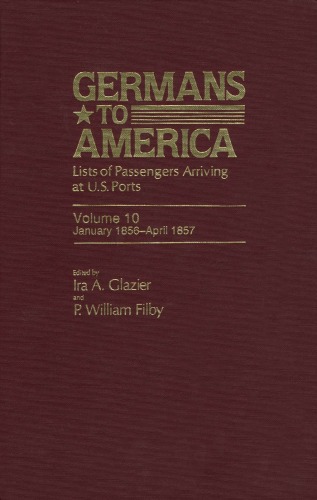 GERMANS
★TO
AMERICA
Lists of Passengers Arriving
at U.S. Ports
Volume 10
January 1856–April 1857
Edited by
Ira A. Glazier
and
P. William Filby